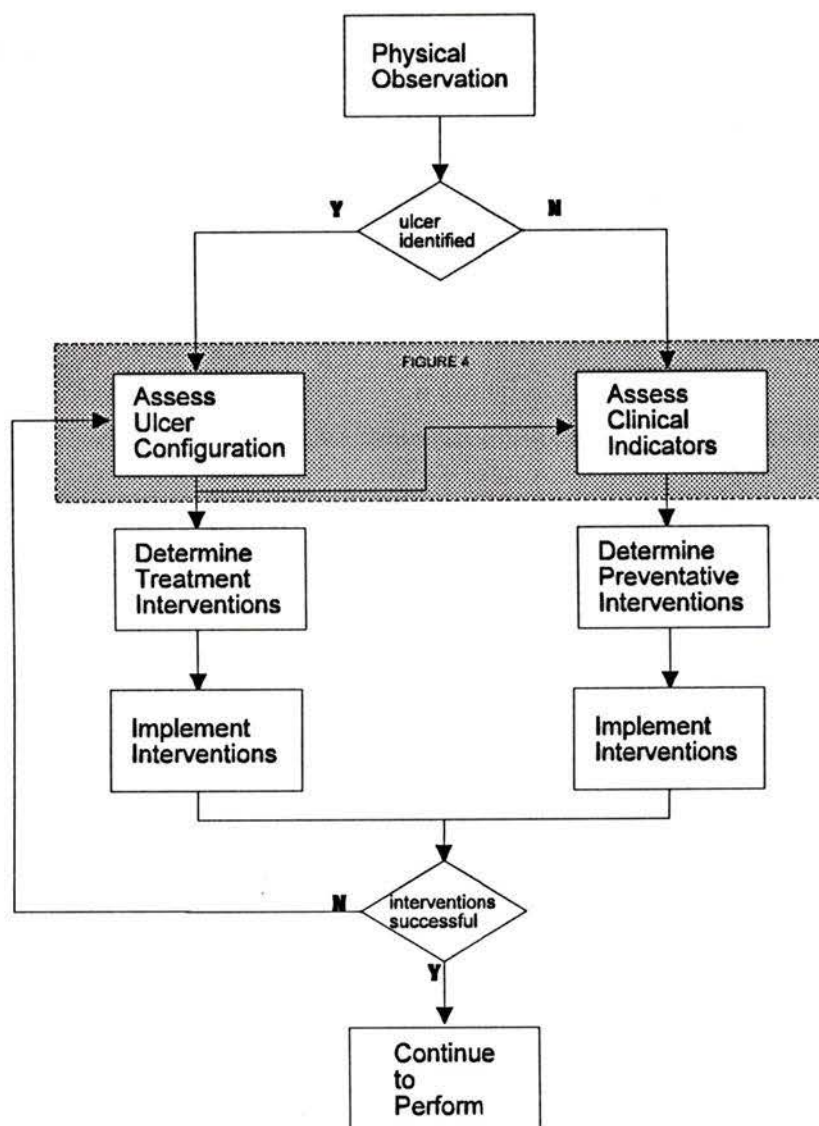 Physical
Observation
Y
N
ulcer
identified
FIGURE 4
Assess
Ulcer
Configuration
Assess
Clinical
Indicators
Determine
Treatment
Interventions
Determine
Preventative
Interventions
Implement
Interventions
Implement
Interventions
N
interventions
successful
Y
Continue
to
Perform